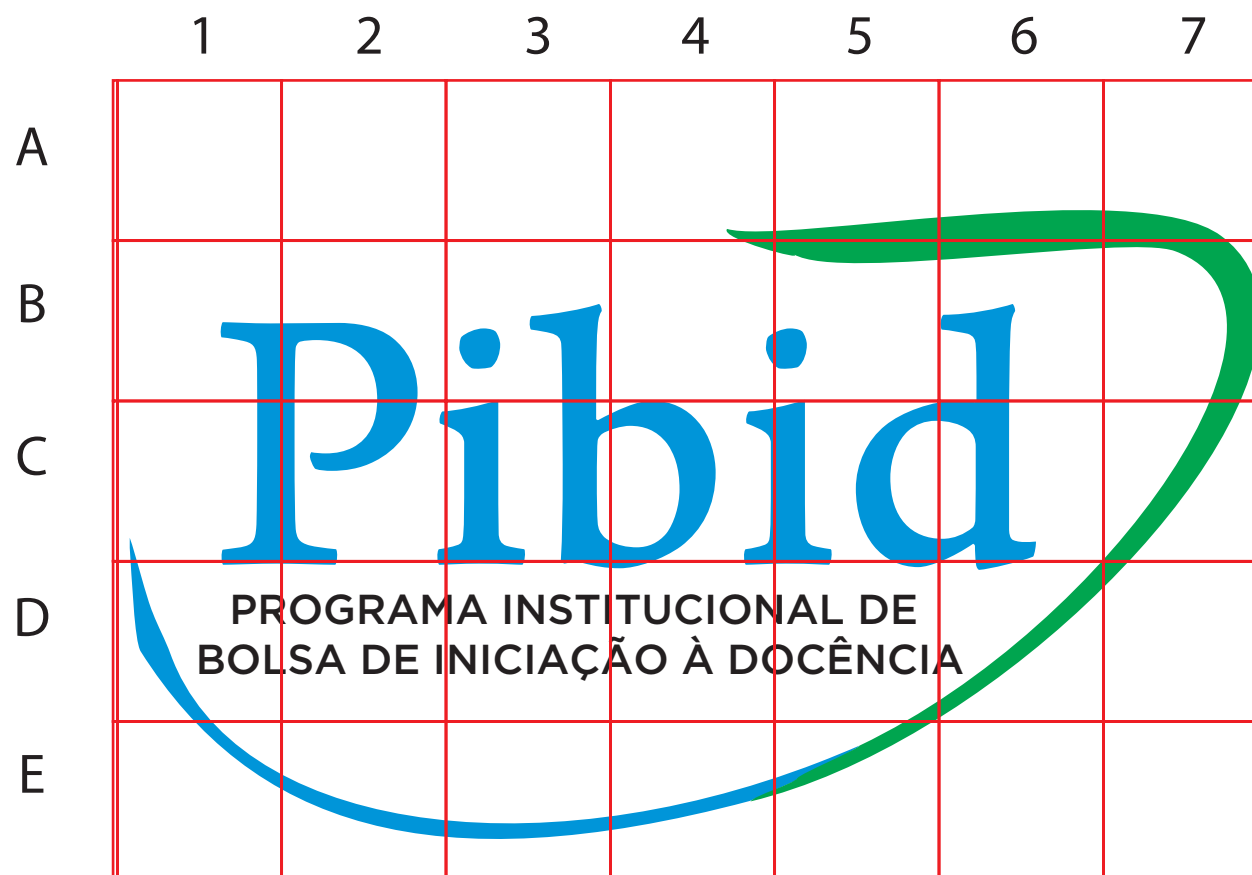 1 2 3 4 5 6 7
A
B
Pibid
C
D
PROGRAMA INSTITUCIONAL DE
BOLSA DE INICIAÇÃO À DOCÊNCIA
E